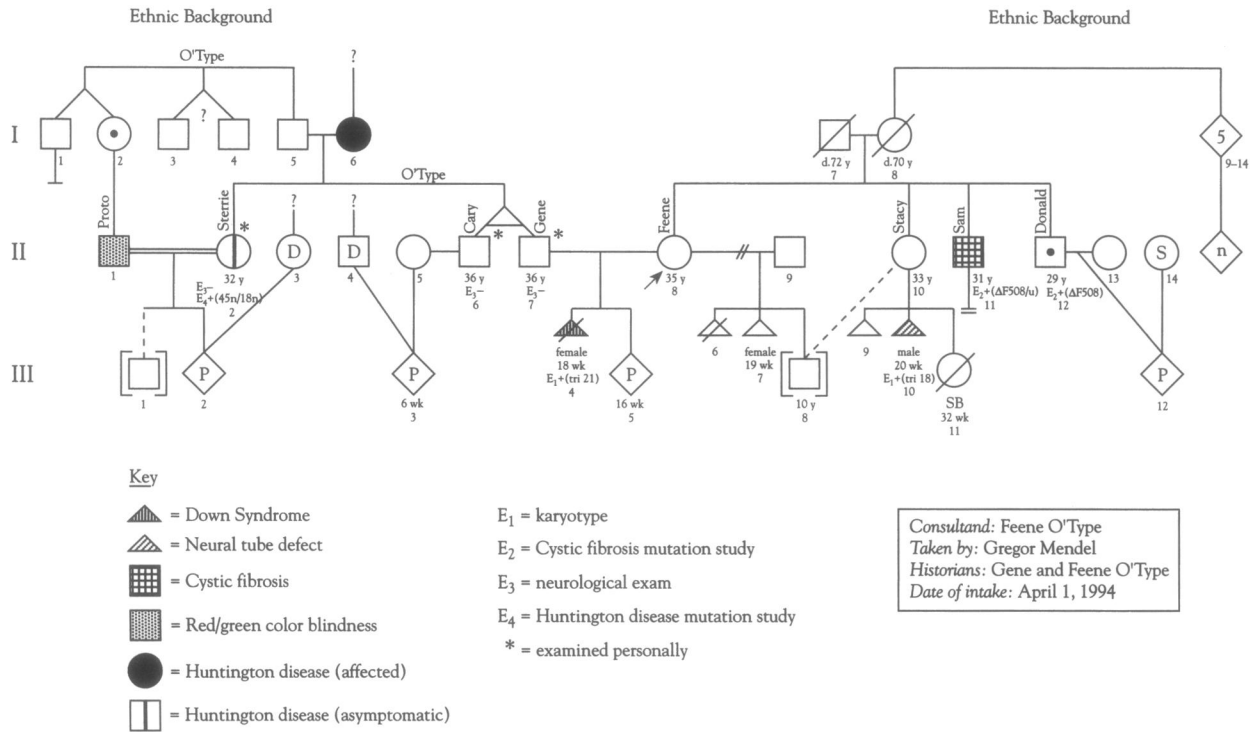 Ethnic Background
Ethnic Background
O'Type
?
?
I
1
2
3
4
5
6
d.72 y
7
d.70 y
8
5
9–14
O'Type
Proto
Sterrie
?
?
Cary
Gene
Feene
Stacy
Sam
Donald
II
*
D
D
*
*
S
n
1
32 y
E3–
E4+(45n/18n)
2
3
4
5
36 y
E3–
6
36 y
E3–
7
35 y
8
9
33 y
10
31 y
E2+(ΔF508/u)
11
29 y
E2+(ΔF508)
12
13
14
III
1
P
2
P
6 wk
3
female
18 wk
E1+(tri 21)
4
P
16 wk
5
6
female
19 wk
7
10 y
8
9
male
20 wk
E1+(tri 18)
10
SB
32 wk
11
P
12
Key
= Down Syndrome
= Neural tube defect
= Cystic fibrosis
= Red/green color blindness
= Huntington disease (affected)
= Huntington disease (asymptomatic)
E1 = karyotype
E2 = Cystic fibrosis mutation study
E3 = neurological exam
E4 = Huntington disease mutation study
* = examined personally
Consultand: Feene O'Type
Taken by: Gregor Mendel
Historians: Gene and Feene O'Type
Date of intake: April 1, 1994